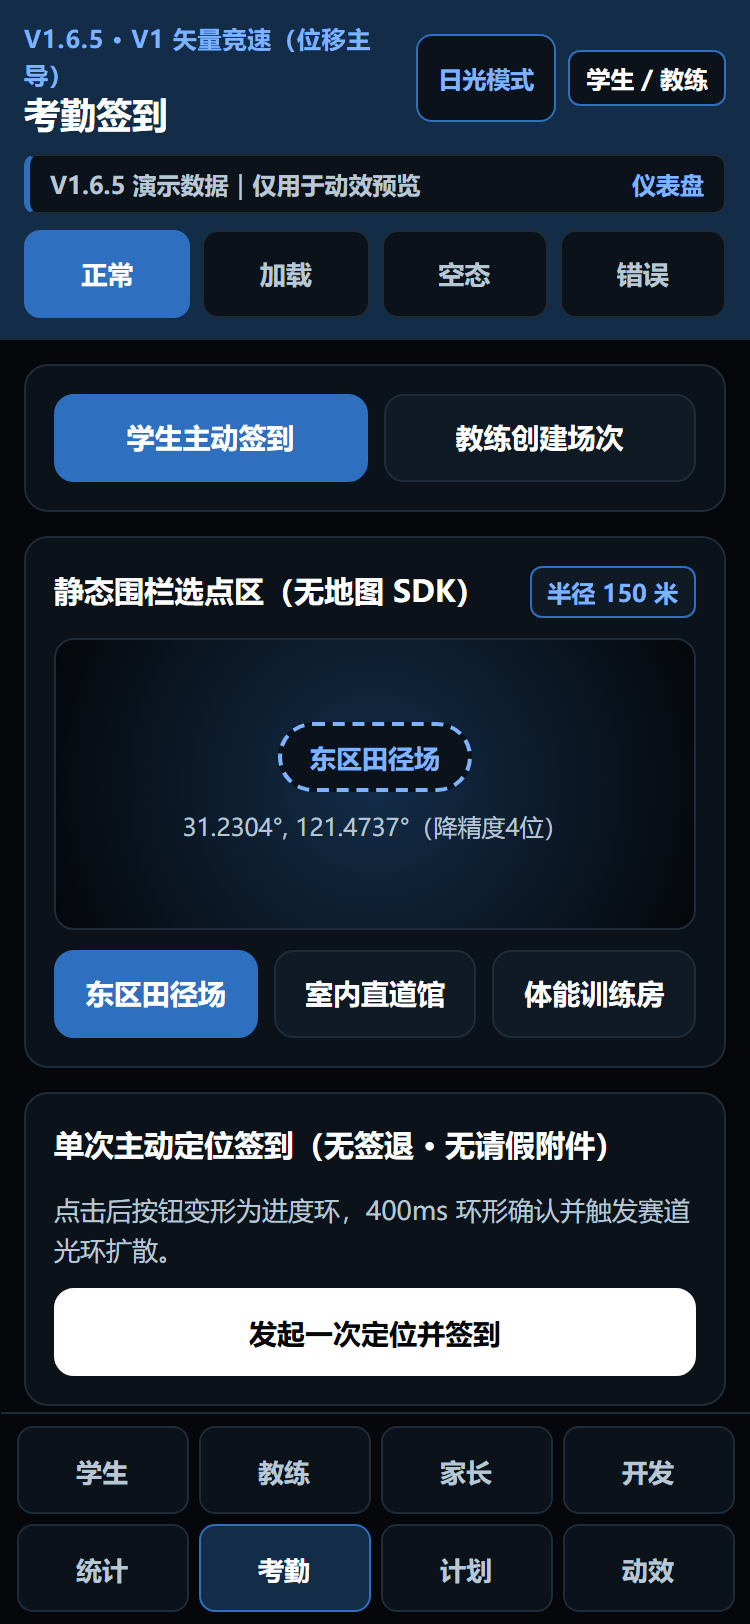 V1.6.5 • V1 矢量竞速（位移主
导）
考勤签到
日光模式
学生 / 教练
V1.6.5 演示数据 | 仅用于动效预览
仪表盘
正常
加载
空态
错误
学生主动签到
教练创建场次
静态围栏选点区（无地图 SDK）
半径 150 米
东区田径场
31.2304°, 121.4737°（降精度4位）
东区田径场
室内直道馆
体能训练房
单次主动定位签到（无签退・无请假附件）
点击后按钮变形为进度环，400ms 环形确认并触发赛道
光环扩散。
发起一次定位并签到
学生
教练
家长
开发
统计
考勤
计划
动效